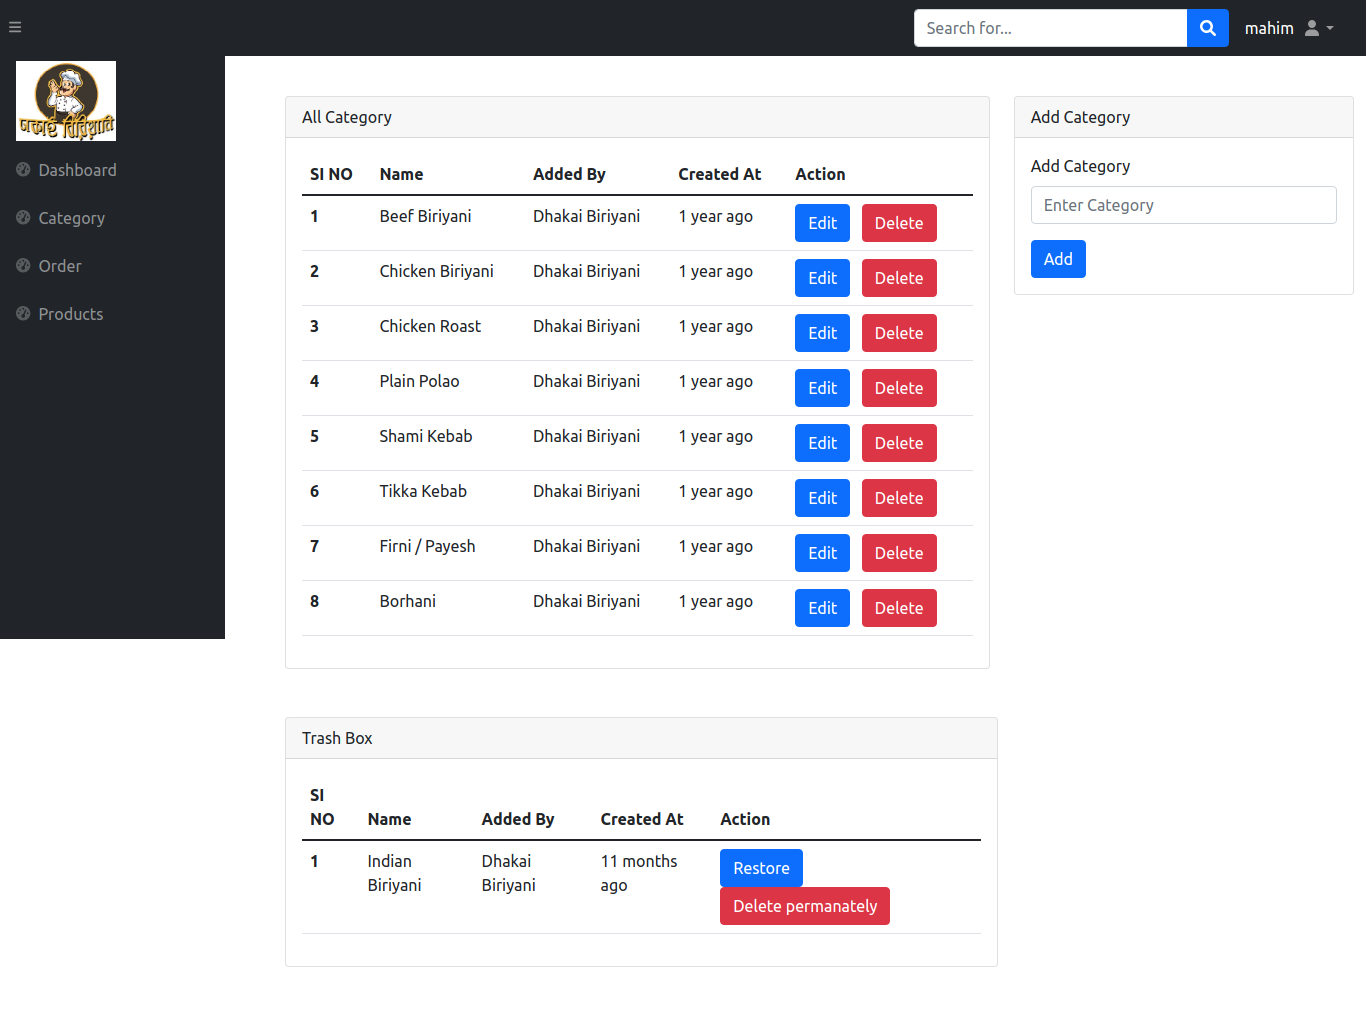 Search for...
mahim
ঢাকাই বিরিয়ানি
Dashboard
Category
Order
Products
All Category
SI NO Name Added By Created At Action
1 Beef Biriyani Dhakai Biriyani 1 year ago Edit Delete
2 Chicken Biriyani Dhakai Biriyani 1 year ago Edit Delete
3 Chicken Roast Dhakai Biriyani 1 year ago Edit Delete
4 Plain Polao Dhakai Biriyani 1 year ago Edit Delete
5 Shami Kebab Dhakai Biriyani 1 year ago Edit Delete
6 Tikka Kebab Dhakai Biriyani 1 year ago Edit Delete
7 Firni / Payesh Dhakai Biriyani 1 year ago Edit Delete
8 Borhani Dhakai Biriyani 1 year ago Edit Delete
Add Category
Add Category
Enter Category
Add
Trash Box
SI
NO Name Added By Created At Action
1 Indian Dhakai 11 months Restore
Biriyani Biriyani ago
Delete permanately